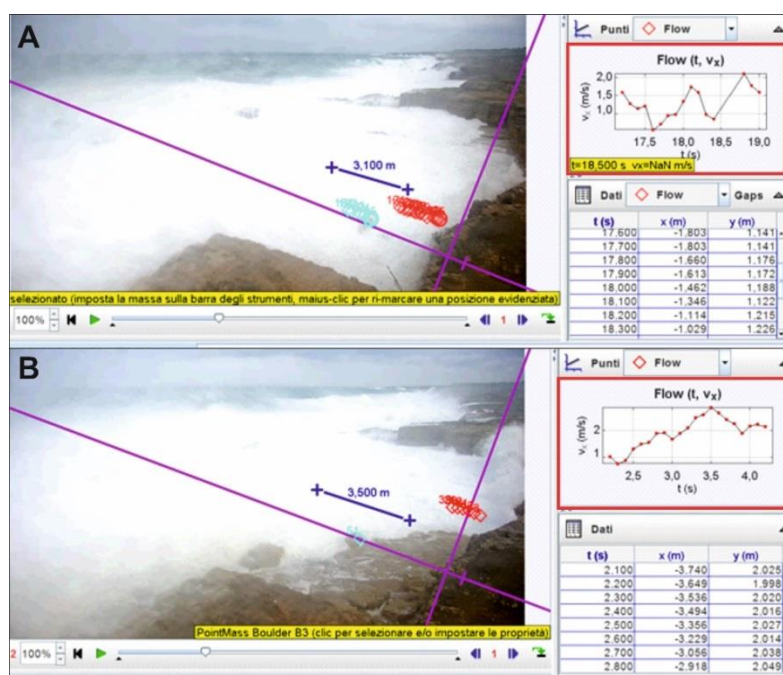 A
3,100 m
selezionato (imposta la massa sulla barra degli strumenti, maius-clic per ri-marcare una posizione evidenziata)
100%
1
Punti Flow
Flow (t, vx)
vx (m/s)
2,0
1,0
17,5 18,0 18,5 19,0
t (s)
t=18,500 s vx=NaN m/s
Dati Flow Gaps
t (s) x (m) y (m)
17.600 -1.803 1.141
17.700 -1.803 1.141
17.800 -1.660 1.176
17.900 -1.613 1.172
18.000 -1,462 1.188
18.100 -1.346 1.122
18.200 -1.114 1.215
18.300 -1.029 1.226
B
3,500 m
PointMass Boulder B3 (clic per selezionare e/o impostare le proprietà)
2 100%
1
Punti Flow
Flow (t, vx)
vx (m/s)
2
1
2,5 3,0 3,5 4,0
t (s)
Dati
t (s) x (m) y (m)
2.100 -3.740 2.025
2.200 -3.649 1.998
2.300 -3.536 2.020
2.400 -3.494 2.016
2.500 -3.356 2.027
2.600 -3.229 2.014
2.700 -3.056 2.038
2.800 -2.918 2.049